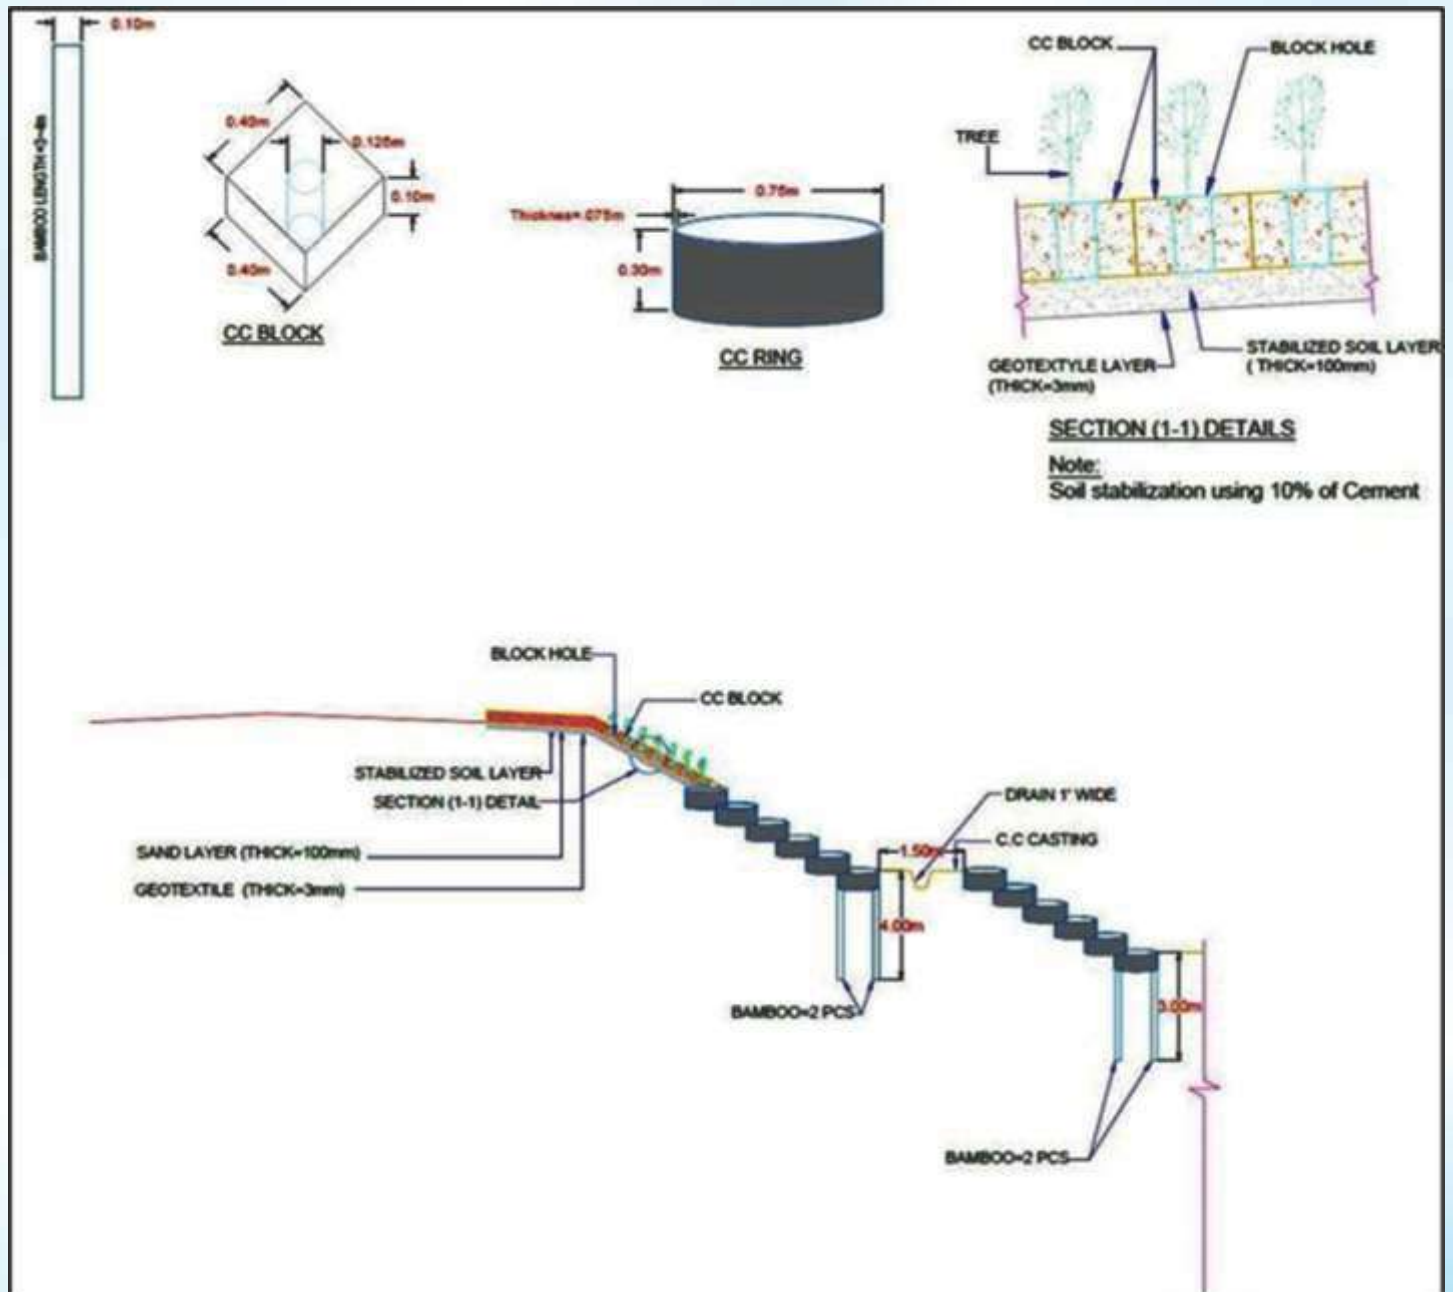 0.10m
BAMBOO LENGTH=3-4m
0.40m
0.125m
0.10m
0.40m
CC BLOCK
0.75m
Thicknes=.075m
0.30m
CC RING
CC BLOCK
BLOCK HOLE
TREE
GEOTEXTYLE LAYER
(THICK=3mm)
STABILIZED SOIL LAYER
( THICK=100mm)
SECTION (1-1) DETAILS
Note:
Soil stabilization using 10% of Cement
BLOCK HOLE
CC BLOCK
STABILIZED SOIL LAYER
SECTION (1-1) DETAIL
SAND LAYER (THICK=100mm)
GEOTEXTILE (THICK=3mm)
DRAIN 1' WIDE
1.50m
C.C CASTING
4.00m
BAMBOO=2 PCS
3.00m
BAMBOO=2 PCS